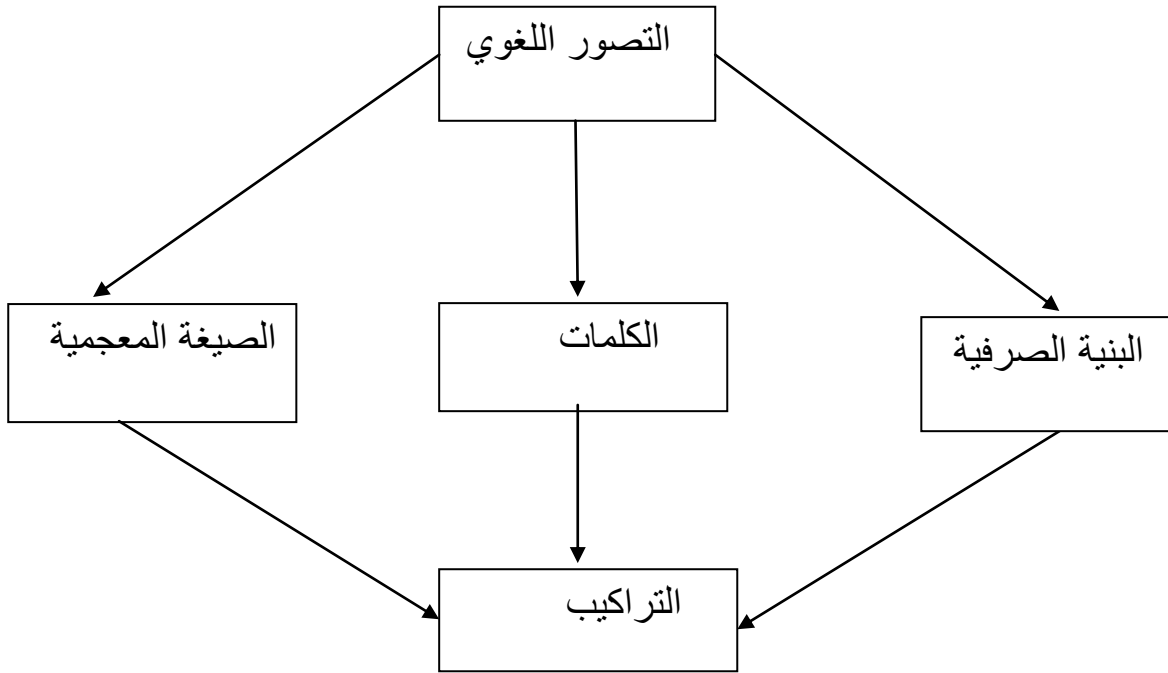 التصور اللغوي
البنية الصرفية
الكلمات
الصيغة المعجمية
التراكيب